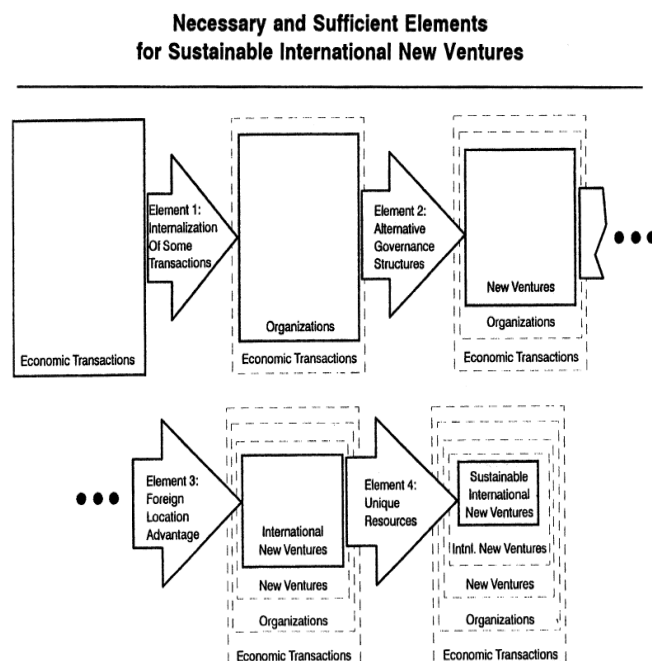 Necessary and Sufficient Elements
for Sustainable International New Ventures
Element 1:
Internalization
Of Some
Transactions
Economic Transactions
Organizations
Economic Transactions
Element 2:
Alternative
Governance
Structures
New Ventures
Organizations
Economic Transactions
Element 3:
Foreign
Location
Advantage
International
New Ventures
New Ventures
Organizations
Economic Transactions
Element 4:
Unique
Resources
Sustainable
International
New Ventures
Intnl. New Ventures
New Ventures
Organizations
Economic Transactions